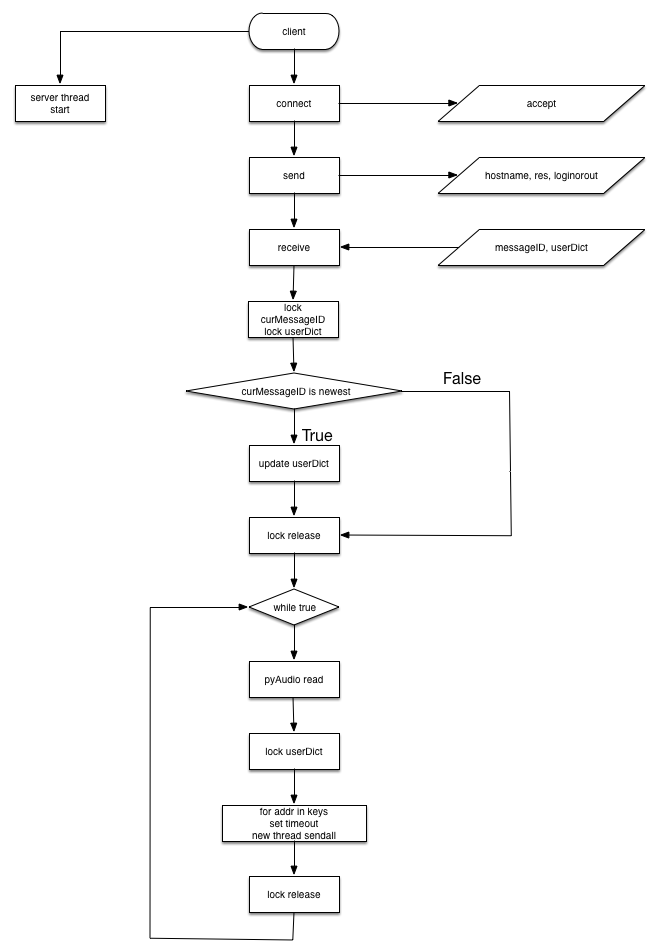 client
server thread
start
connect
accept
send
hostname, res, loginorout
receive
messageID, userDict
lock
curMessageID
lock userDict
curMessageID is newest
False
True
update userDict
lock release
while true
pyAudio read
lock userDict
for addr in keys
set timeout
new thread sendall
lock release